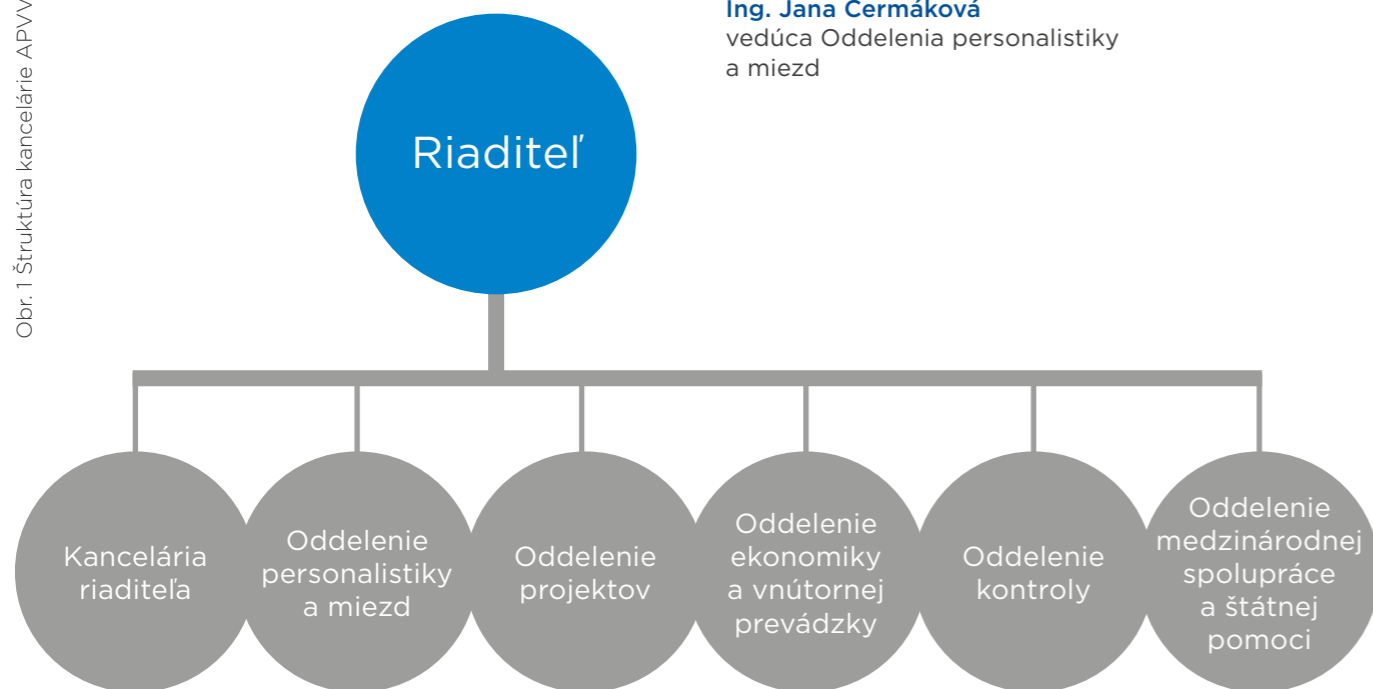 Ing. Jana Čermáková
vedúca Oddelenia personalistiky
a miezd
Obr. 1 Štruktúra kancelárie APVV
Riaditeľ
Kancelária
riaditeľa
Oddelenie
personalistiky
a miezd
Oddelenie
projektov
Oddelenie
ekonomiky
a vnútornej
prevádzky
Oddelenie
kontroly
Oddelenie
medzinárodnej
spolupráce
a štátnej
pomoci